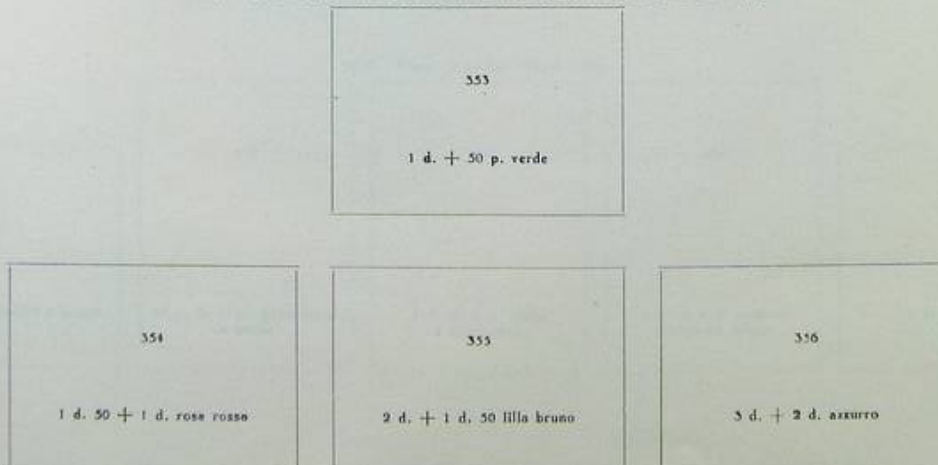 353
1 d. + 50 p. verde
354
1 d. 50 + 1 d. rosa rosso
355
2 d. + 1 d. 50 lilla bruno
356
3 d. + 2 d. azzurro